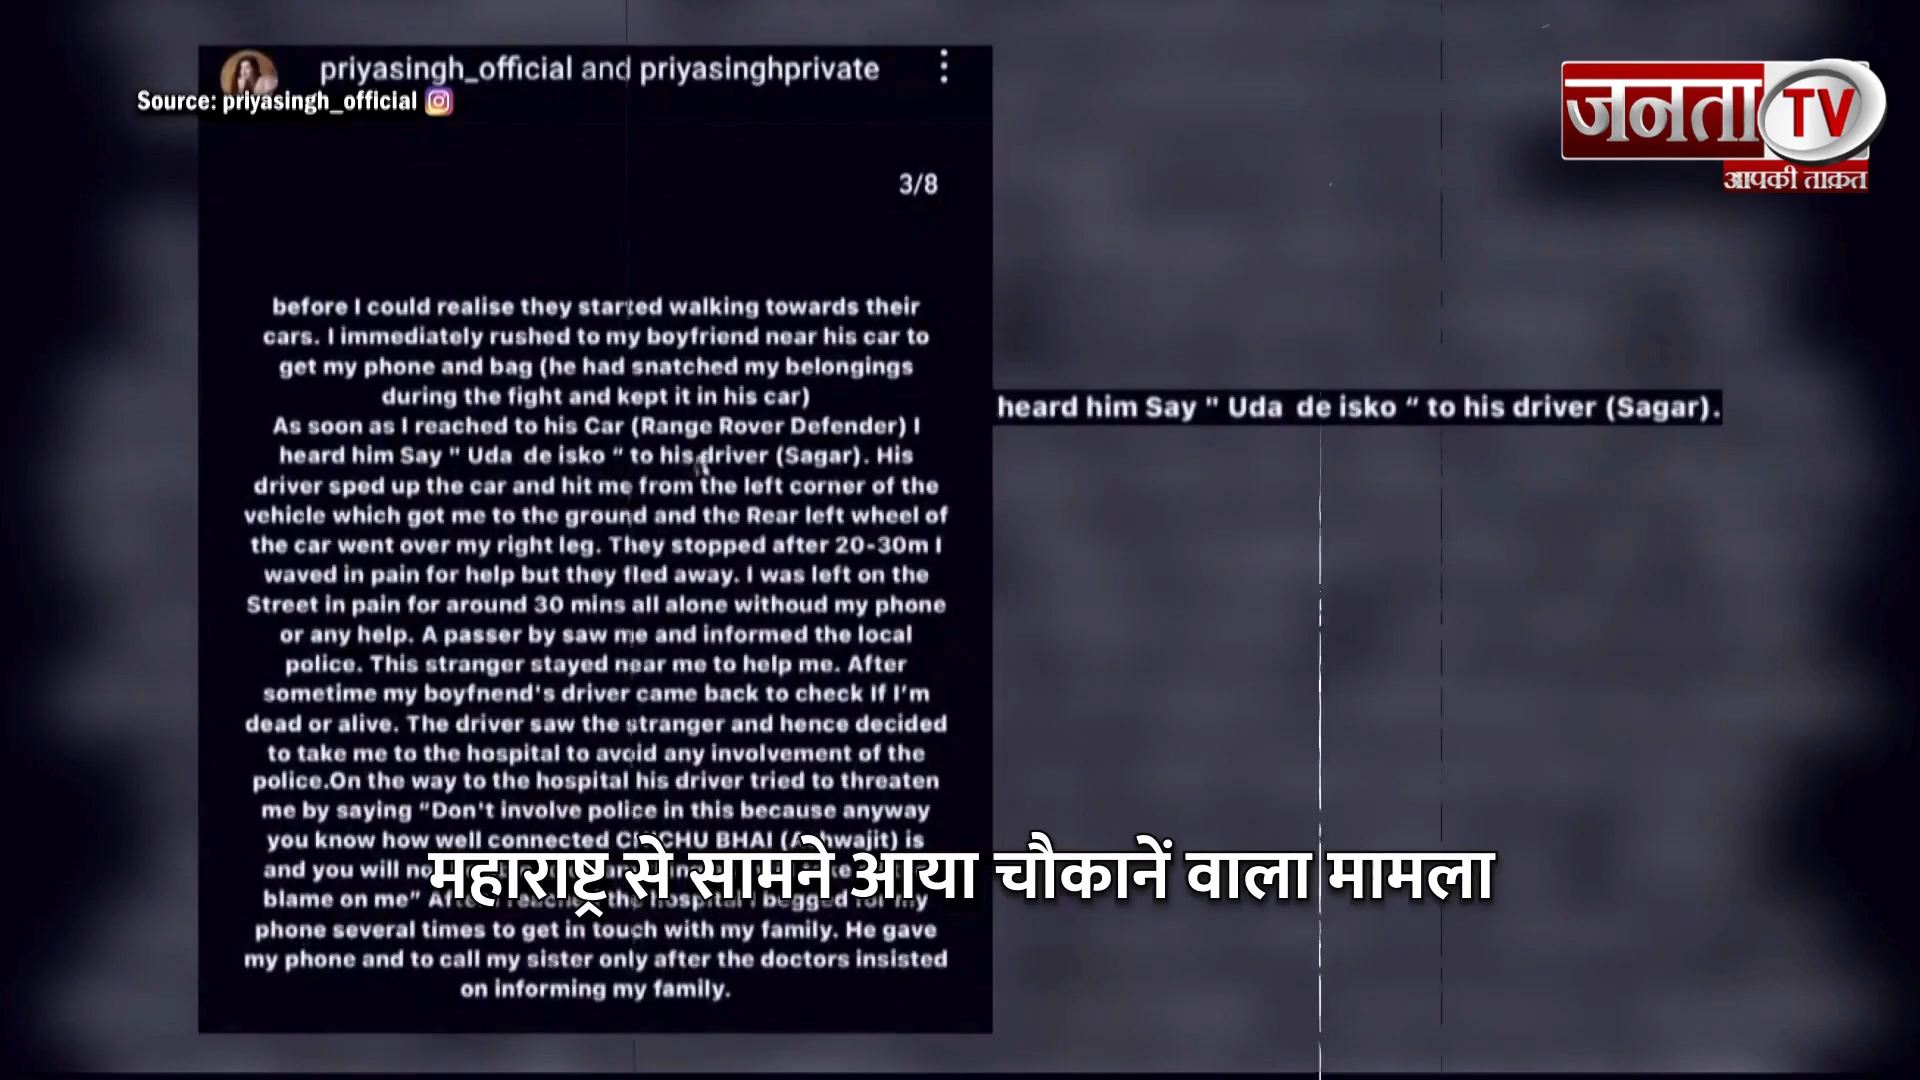 priyasingh_official and priyasinghprivate
Source: priyasingh_official
जनता TV
आपकी ताक़त
3/8
before I could realise they started walking towards their
cars. I immediately rushed to my boyfriend near his car to
get my phone and bag (he had snatched my belongings
during the fight and kept it in his car)
As soon as I reached to his Car (Range Rover Defender) I
heard him Say " Uda de isko “ to his driver (Sagar). His
heard him Say " Uda de isko “ to his driver (Sagar).
driver sped up the car and hit me from the left corner of the
vehicle which got me to the ground and the Rear left wheel of
the car went over my right leg. They stopped after 20-30m I
waved in pain for help but they fled away. I was left on the
Street in pain for around 30 mins all alone withoud my phone
or any help. A passer by saw me and informed the local
police. This stranger stayed near me to help me. After
sometime my boyfnend's driver came back to check If I’m
dead or alive. The driver saw the stranger and hence decided
to take me to the hospital to avoid any involvement of the
police.On the way to the hospital his driver tried to threaten
me by saying “Don't involve police in this because anyway
you know how well connected BHAI is
and you will
महाराष्ट्र से सामने आया चौकानें वाला मामला
blame on me” the hospital I begged for my
phone several times to get in touch with my family. He gave
my phone and to call my sister only after the doctors insisted
on informing my family.